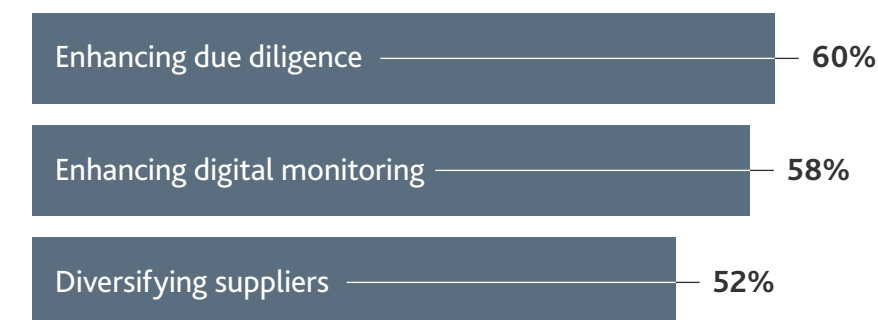 Enhancing due diligence 60%
Enhancing digital monitoring 58%
Diversifying suppliers 52%